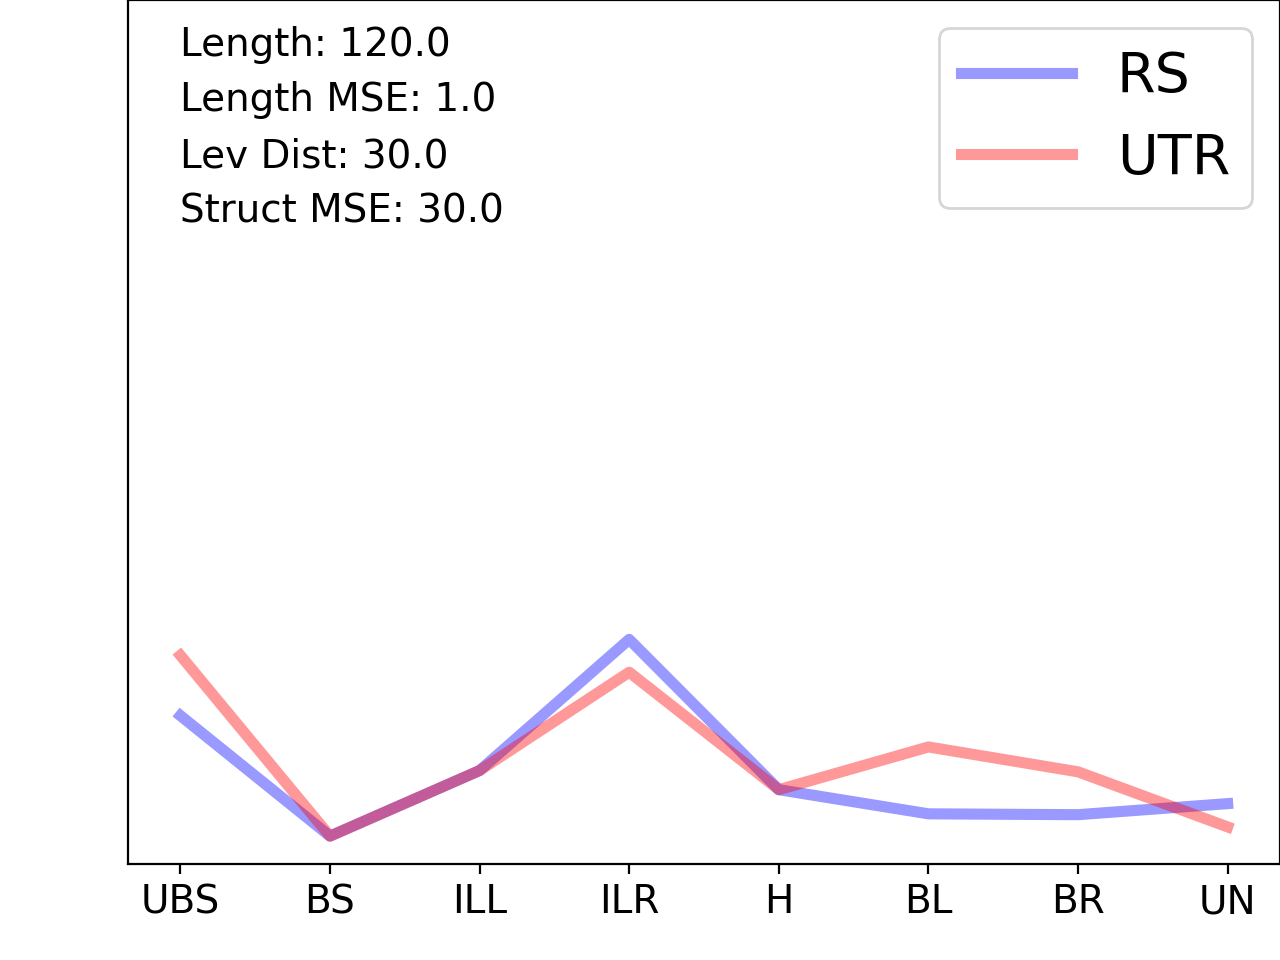 Length: 120.0
Length MSE: 1.0
Lev Dist: 30.0
Struct MSE: 30.0
RS
UTR
UBS BS ILL ILR H BL BR UN